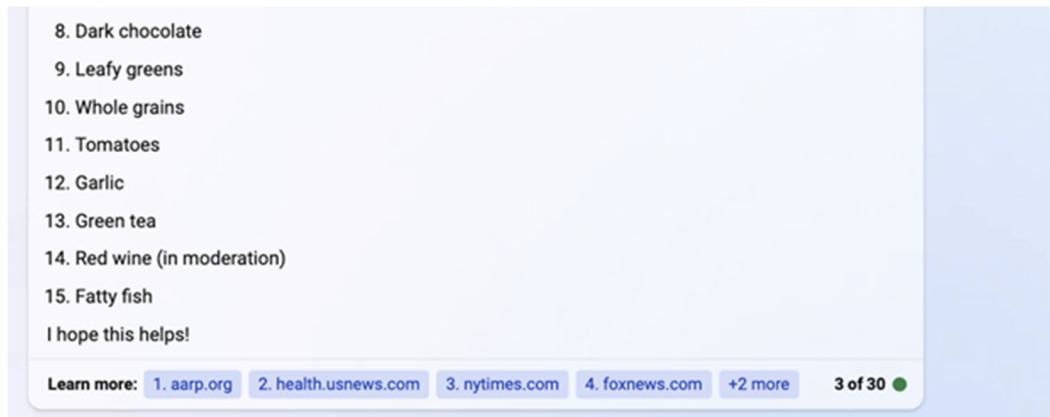 8. Dark chocolate
9. Leafy greens
10. Whole grains
11. Tomatoes
12. Garlic
13. Green tea
14. Red wine (in moderation)
15. Fatty fish
I hope this helps!
Learn more: 1. aarp.org 2. health.usnews.com 3. nytimes.com 4. foxnews.com +2 more 3 of 30